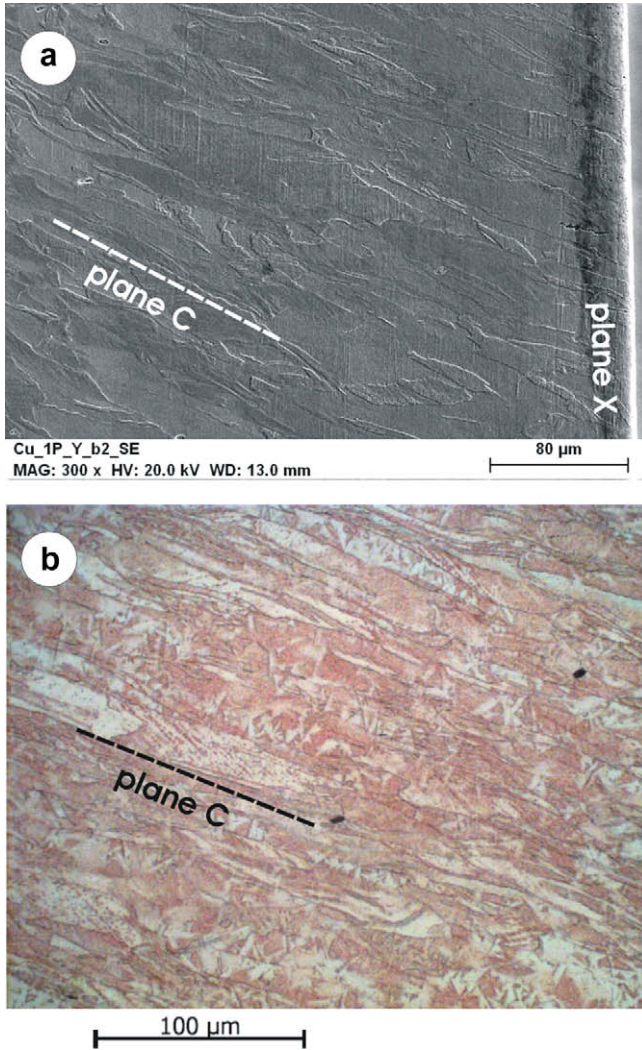 a
plane C
plane X
Cu_1P_Y_b2_SE
MAG: 300 x HV: 20.0 kV WD: 13.0 mm
80 µm
b
plane C
100 µm